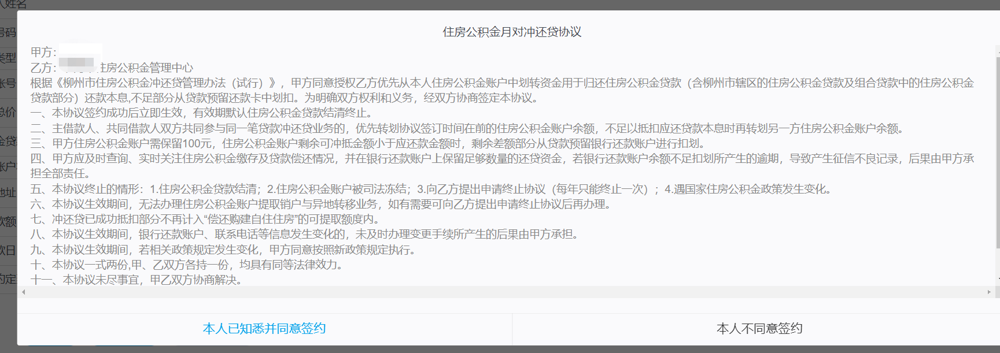 人姓名
号码
类型
账号
总价
金贷
账户
地址
款额
款日
约定
住房公积金月对冲还贷协议
甲方：
乙方：住房公积金管理中心
根据《柳州市住房公积金冲还贷管理办法（试行）》，甲方同意授权乙方优先从本人住房公积金账户中划转资金用于归还住房公积金贷款（含柳州市辖区的住房公积金贷款及组合贷款中的住房公积金
贷款部分）还款本息,不足部分从贷款预留还款卡中划扣。为明确双方权利和义务，经双方协商签定本协议。
一、本协议签约成功后立即生效，有效期默认住房公积金贷款结清终止。
二、主借款人、共同借款人双方共同参与同一笔贷款冲还贷业务的，优先转划协议签订时间在前的住房公积金账户余额，不足以抵扣应还贷款本息时再转划另一方住房公积金账户余额。
三、甲方住房公积金账户需保留100元，住房公积金账户剩余可冲抵金额小于应还款金额时，剩余差额部分从贷款预留银行还款账户进行扣划。
四、甲方应及时查询、实时关注住房公积金缴存及贷款偿还情况，并在银行还款账户上保留足够数量的还贷资金，若银行还款账户余额不足扣划所产生的逾期，导致产生征信不良记录，后果由甲方承
担全部责任。
五、本协议终止的情形：1.住房公积金贷款结清；2.住房公积金账户被司法冻结；3.向乙方提出申请终止协议（每年只能终止一次）；4.遇国家住房公积金政策发生变化。
六、本协议生效期间，无法办理住房公积金账户提取销户与异地转移业务，如有需要可向乙方提出申请终止协议后再办理。
七、冲还贷已成功抵扣部分不再计入“偿还购建自住住房”的可提取额度内。
八、本协议生效期间，银行还款账户、联系电话等信息发生变化的，未及时办理变更手续所产生的后果由甲方承担。
九、本协议生效期间，若相关政策规定发生变化，甲方同意按照新政策规定执行。
十、本协议一式两份,甲、乙双方各持一份，均具有同等法律效力。
十一、本协议未尽事宜，甲乙双方协商解决。
本人已知悉并同意签约
本人不同意签约